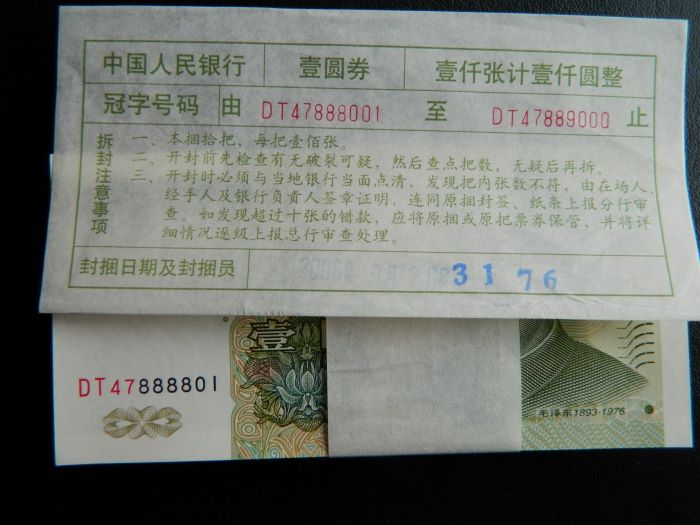 中国人民银行 壹圆券 壹仟张计壹仟圆整
冠字号码 由 DT47888001 至 DT47889000 止
拆封注意事项
一、本捆拾把，每把壹佰张。
二、开封前先检查有无破裂可疑，然后查点把数，无疑后再拆。
三、开封时必须与当地银行当面点清，发现把内张数不符，由在场人、
经手人及银行负责人签章证明，连同原捆封签、纸条上报分行审
查。如发现超过十张的错款，应将原捆或原把票券保管，并将详
细情况逐级上报总行审查处理。
封捆日期及封捆员 3176
壹
DT47888801
毛泽东1893-1976